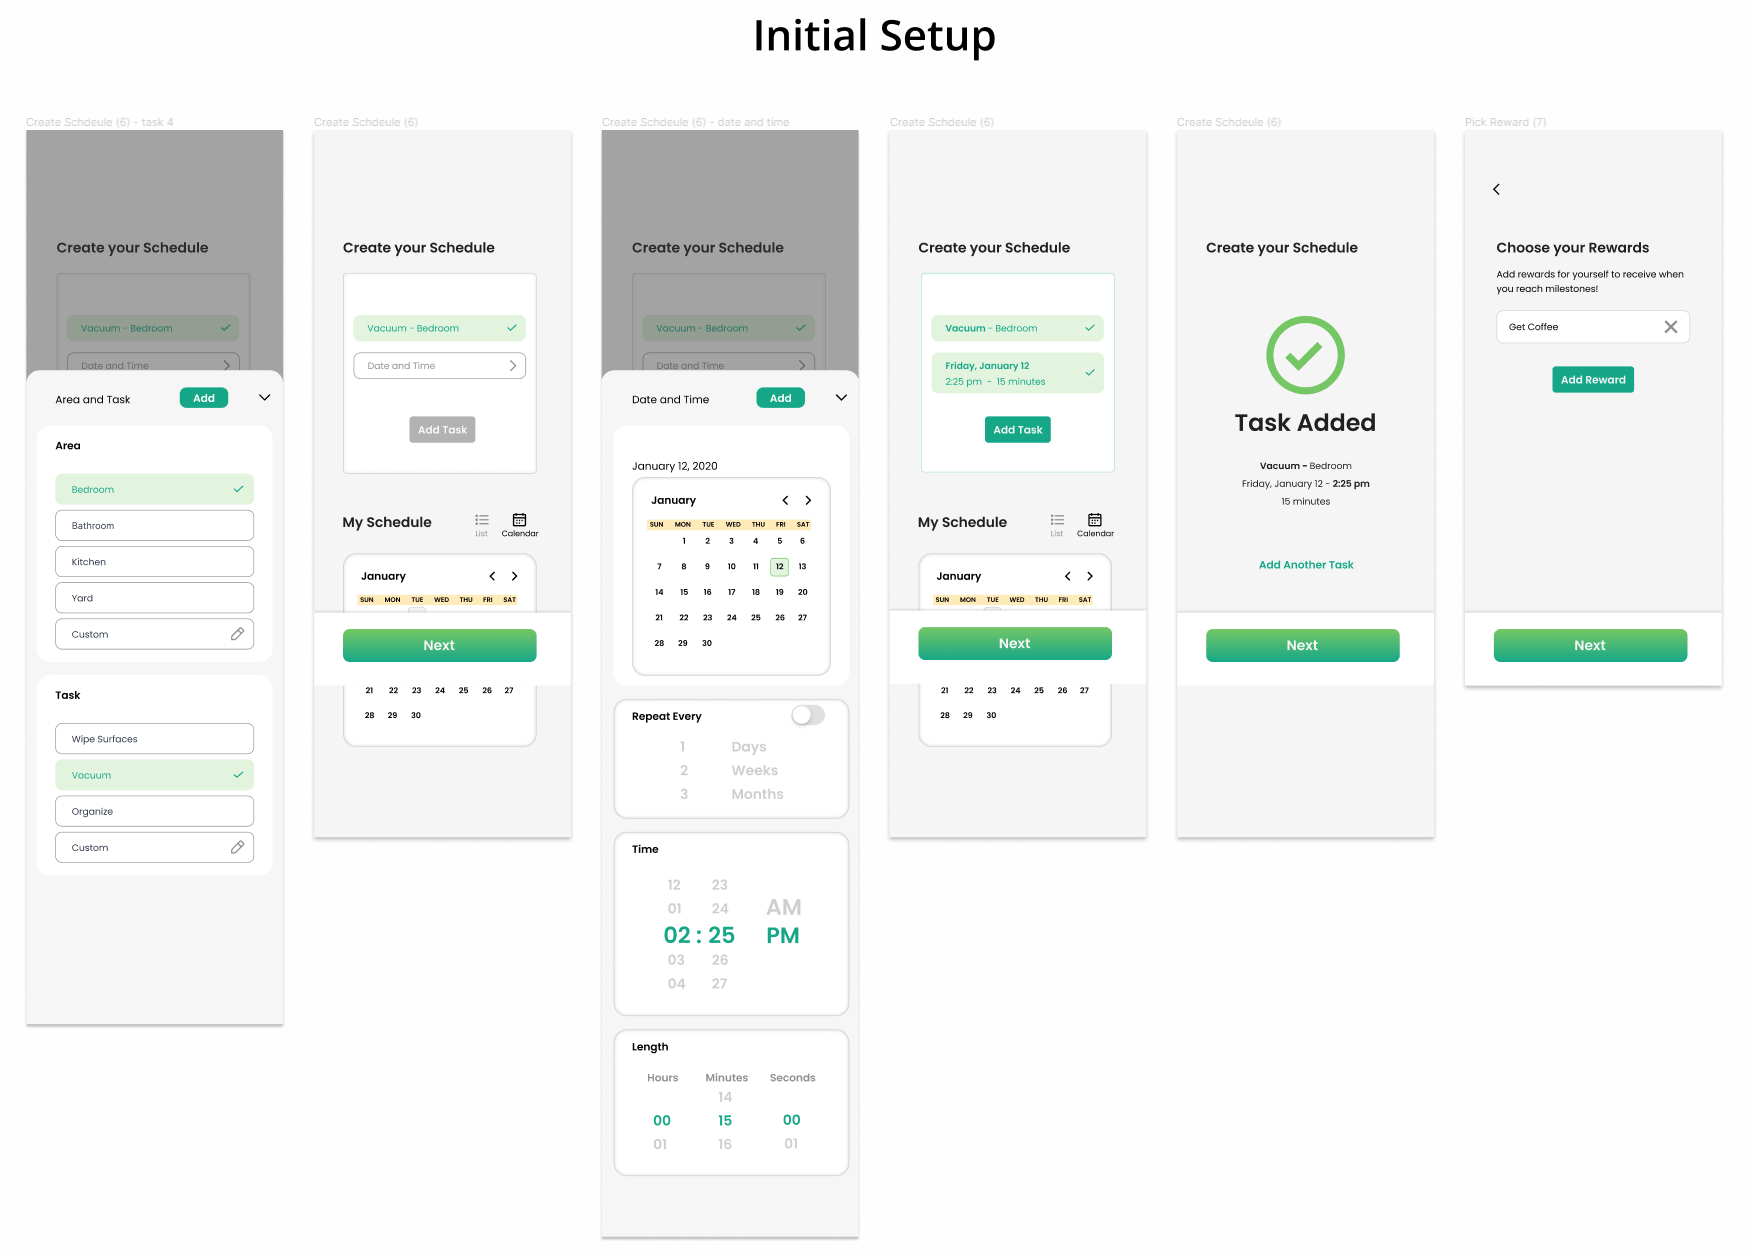 Initial Setup
Create Schdeule (6) - task 4
Create your Schedule
Vacuum - Bedroom
Date and Time
Area and Task
Add
Area
Bedroom
Bathroom
Kitchen
Yard
Custom
Task
Wipe Surfaces
Vacuum
Organize
Custom
Create Schdeule (6)
Create your Schedule
Vacuum - Bedroom
Date and Time
Add Task
My Schedule
List
Calendar
January
SUN MON TUE WED THU FRI SAT
Next
21 22 23 24 25 26 27
28 29 30
Create Schdeule (6) - date and time
Create your Schedule
Vacuum - Bedroom
Date and Time
Date and Time
Add
January 12, 2020
January
SUN MON TUE WED THU FRI SAT
1 2 3 4 5 6
7 8 9 10 11 12 13
14 15 16 17 18 19 20
21 22 23 24 25 26 27
28 29 30
Repeat Every
1 Days
2 Weeks
3 Months
Time
12 23
01 24 AM
02 : 25 PM
03 26
04 27
Length
Hours Minutes Seconds
14
00 15 00
01 16 01
Create Schdeule (6)
Create your Schedule
Vacuum - Bedroom
Friday, January 12
2:25 pm - 15 minutes
Add Task
My Schedule
List
Calendar
January
SUN MON TUE WED THU FRI SAT
Next
21 22 23 24 25 26 27
28 29 30
Create Schdeule (6)
Create your Schedule
Task Added
Vacuum - Bedroom
Friday, January 12 - 2:25 pm
15 minutes
Add Another Task
Next
Pick Reward (7)
Choose your Rewards
Add rewards for yourself to receive when
you reach milestones!
Get Coffee
Add Reward
Next